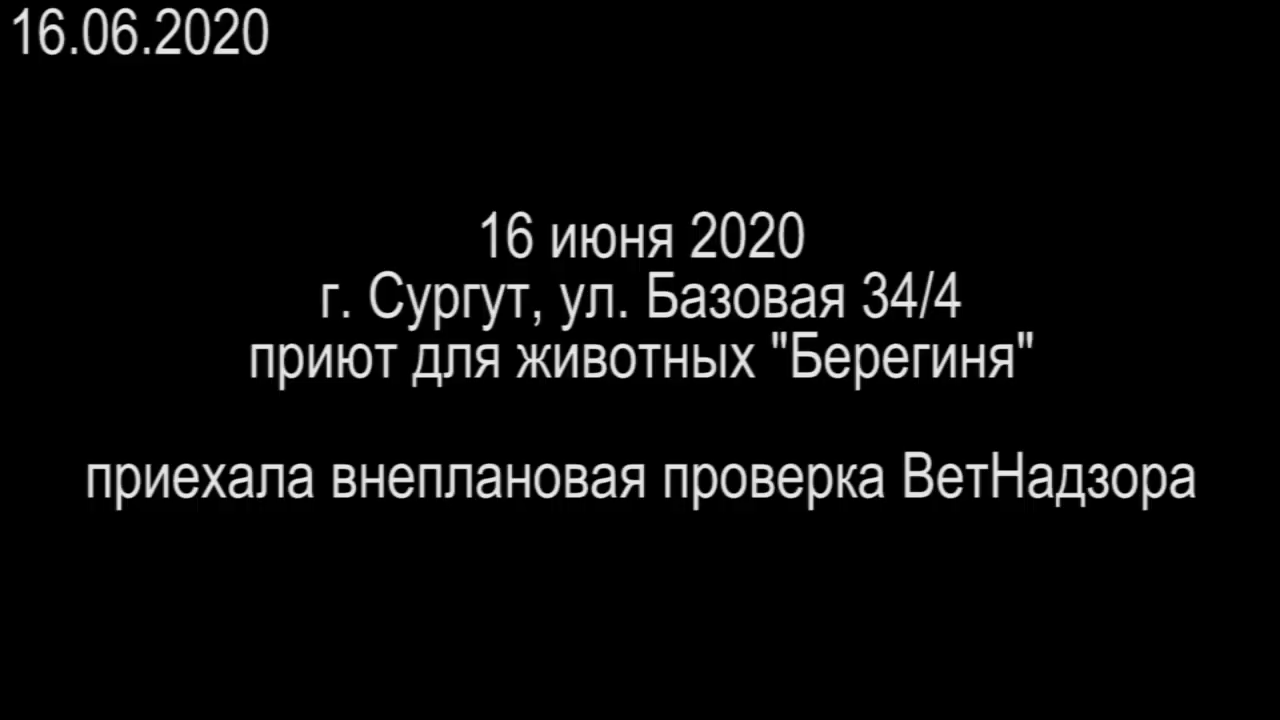 16.06.2020
16 июня 2020
г. Сургут, ул. Базовая 34/4
приют для животных "Берегиня"
приехала внеплановая проверка ВетНадзора